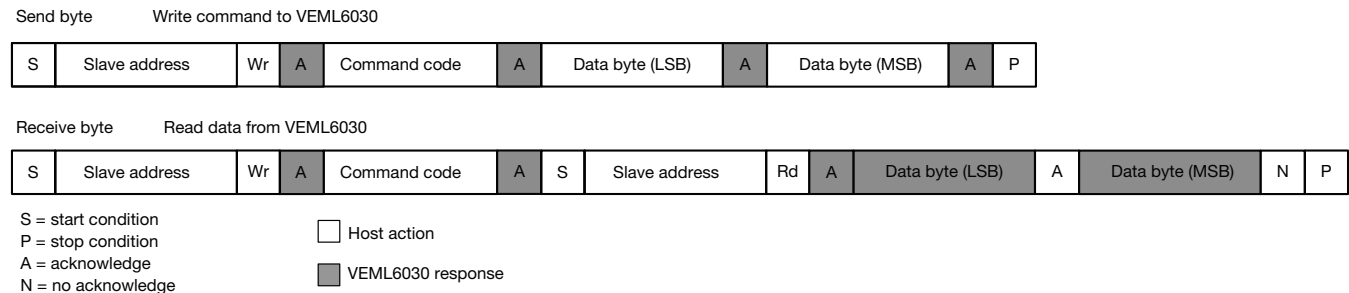 Send byte Write command to VEML6030
S Slave address Wr A Command code A Data byte (LSB) A Data byte (MSB) A P
Receive byte Read data from VEML6030
S Slave address Wr A Command code A S Slave address Rd A Data byte (LSB) A Data byte (MSB) N P
S = start condition
P = stop condition
A = acknowledge
N = no acknowledge
Host action
VEML6030 response